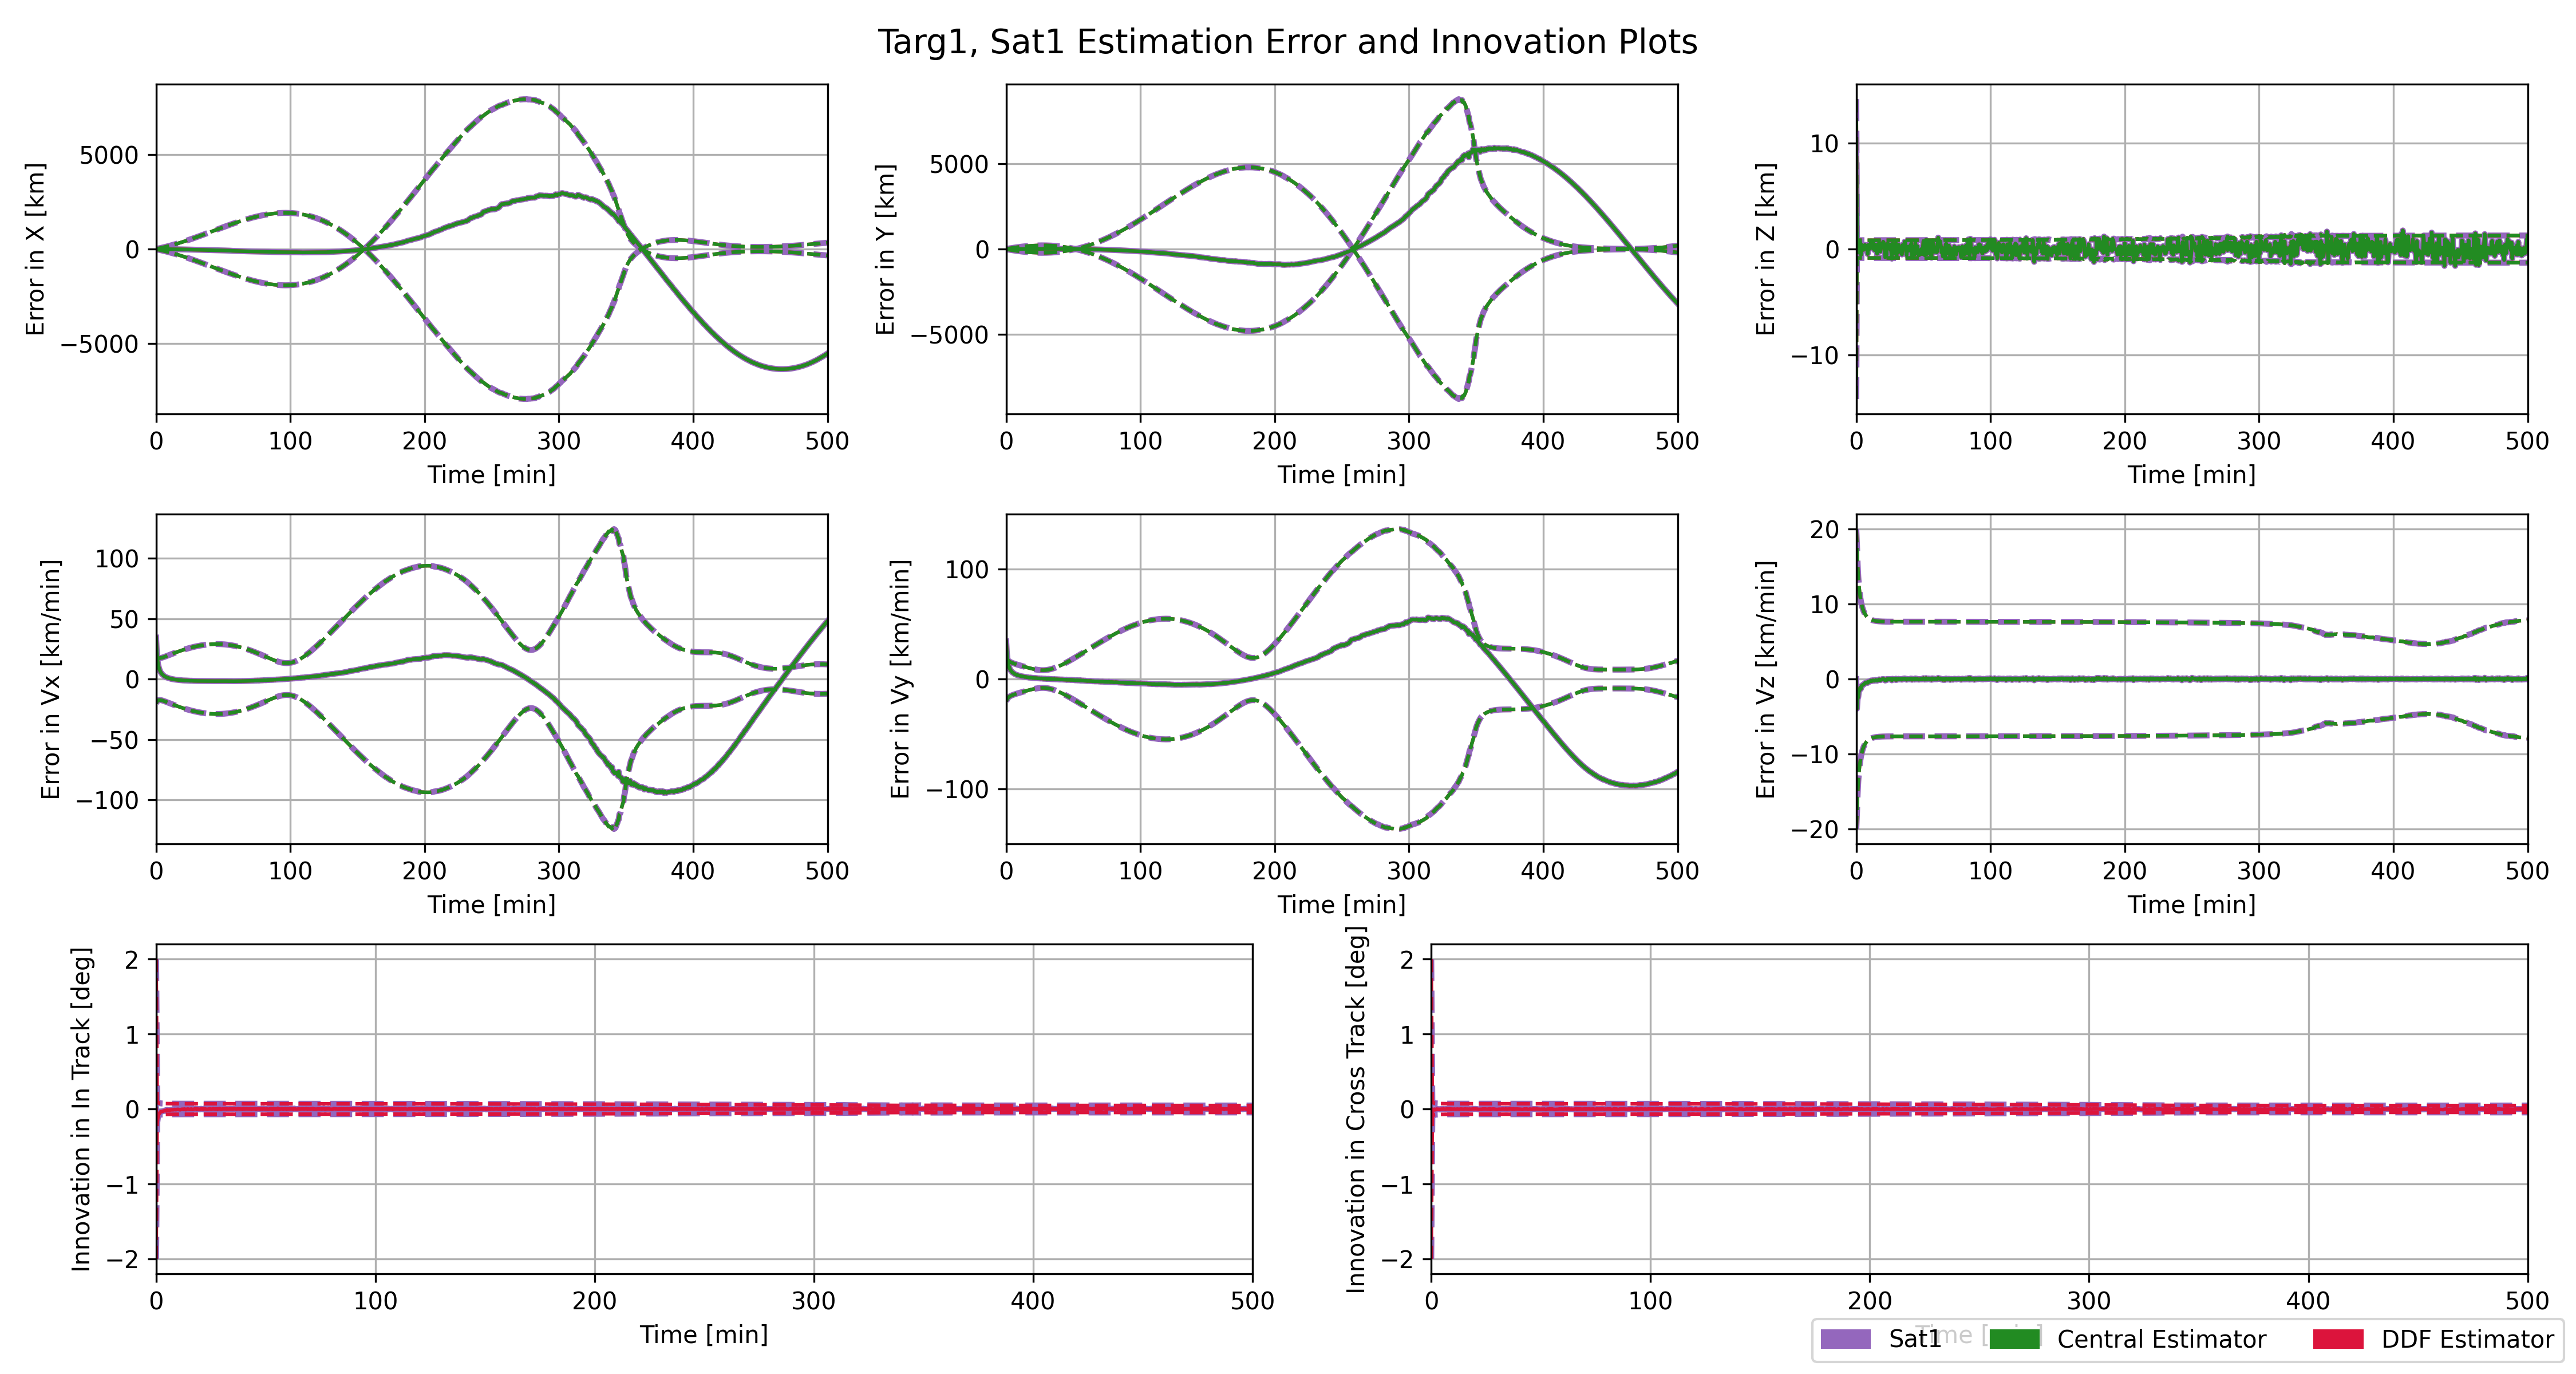 Targ1, Sat1 Estimation Error and Innovation Plots
Error in X [km]
5000
0
−5000
0 100 200 300 400 500
Time [min]
Error in Y [km]
5000
0
−5000
0 100 200 300 400 500
Time [min]
Error in Z [km]
10
0
−10
0 100 200 300 400 500
Time [min]
Error in Vx [km/min]
100
50
0
−50
−100
0 100 200 300 400 500
Time [min]
Error in Vy [km/min]
100
0
−100
0 100 200 300 400 500
Time [min]
Error in Vz [km/min]
20
10
0
−10
−20
0 100 200 300 400 500
Time [min]
Innovation in In Track [deg]
2
1
0
−1
−2
0 100 200 300 400 500
Time [min]
Innovation in Cross Track [deg]
2
1
0
−1
−2
0 100 200 300 400 500
Time [min]
Sat1 Central Estimator DDF Estimator